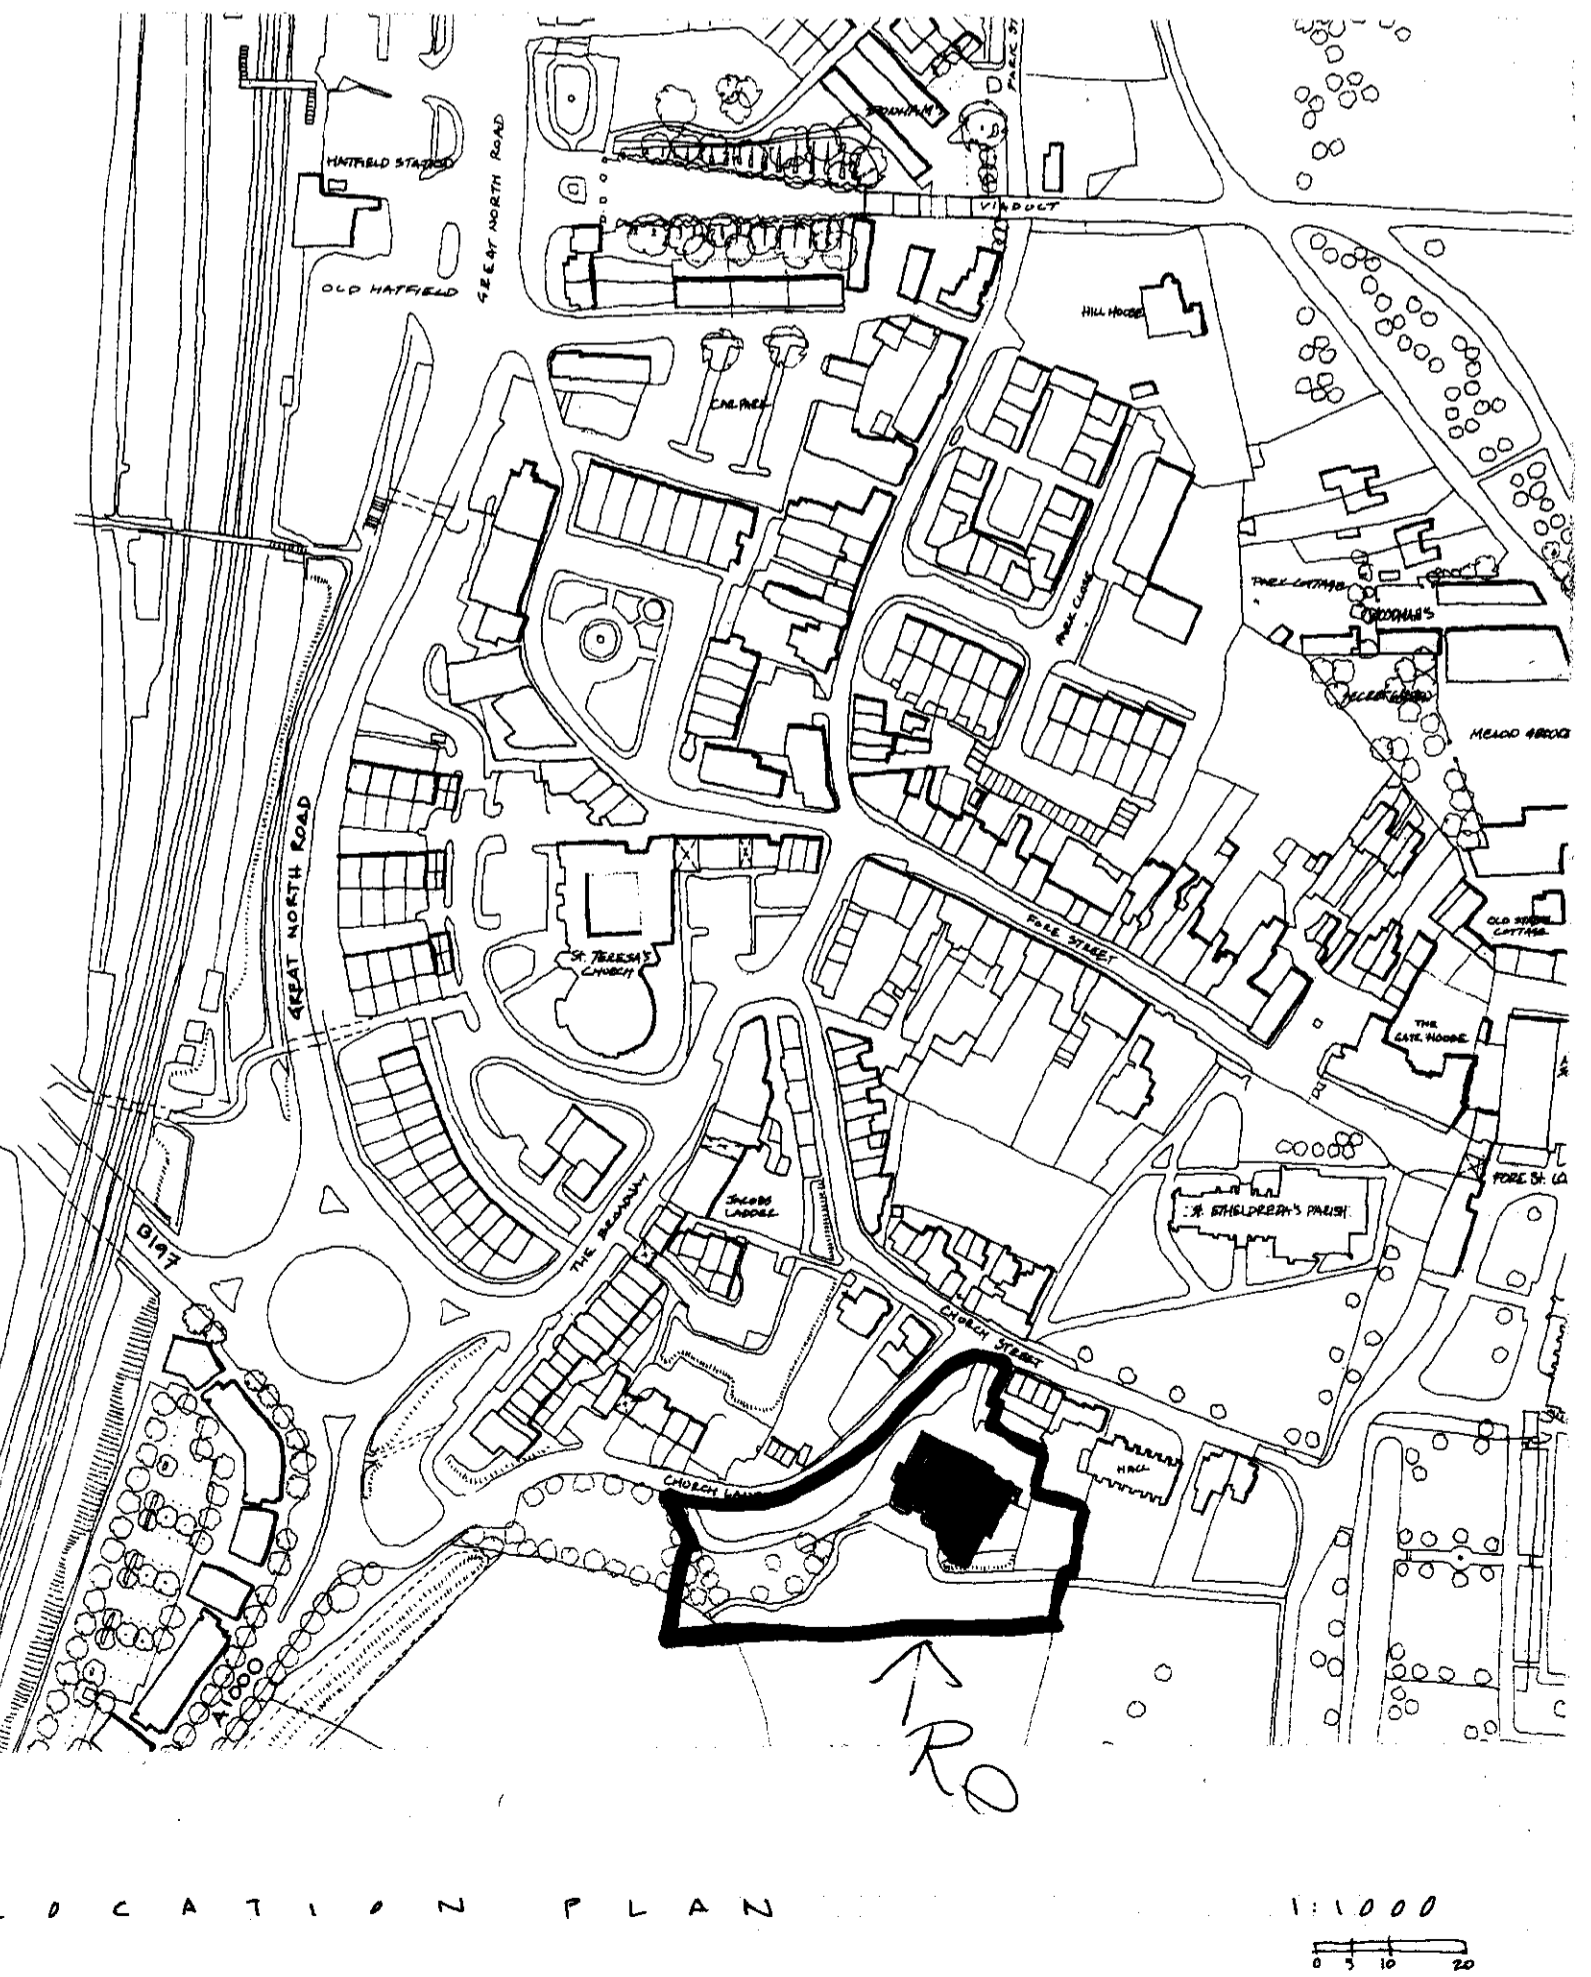 PARK ST
HATFIELD STATION
GREAT NORTH ROAD
VIADUCT
OLD HATFIELD
HILL HOUSE
CAR PARK
PARK CLOSE
PARK COTTAGE
GREAT NORTH ROAD
FORE STREET
ST. TERESA'S
CHURCH
OLD
COTTAGE
THE
GATE HOUSE
FORE ST.
JACOBS
LADDER
ST ETHELDREDA'S PARISH
THE BROADWAY
B197
CHURCH STREET
HALL
CHURCH LANE
A1000
RO
OCATION PLAN
1:1000
0 5 10 20